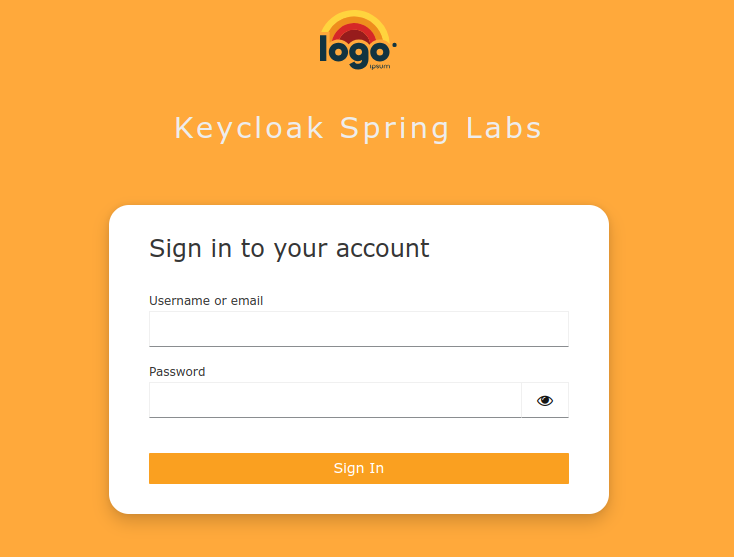 logo
ipsum
Keycloak Spring Labs
Sign in to your account
Username or email
Password
Sign In